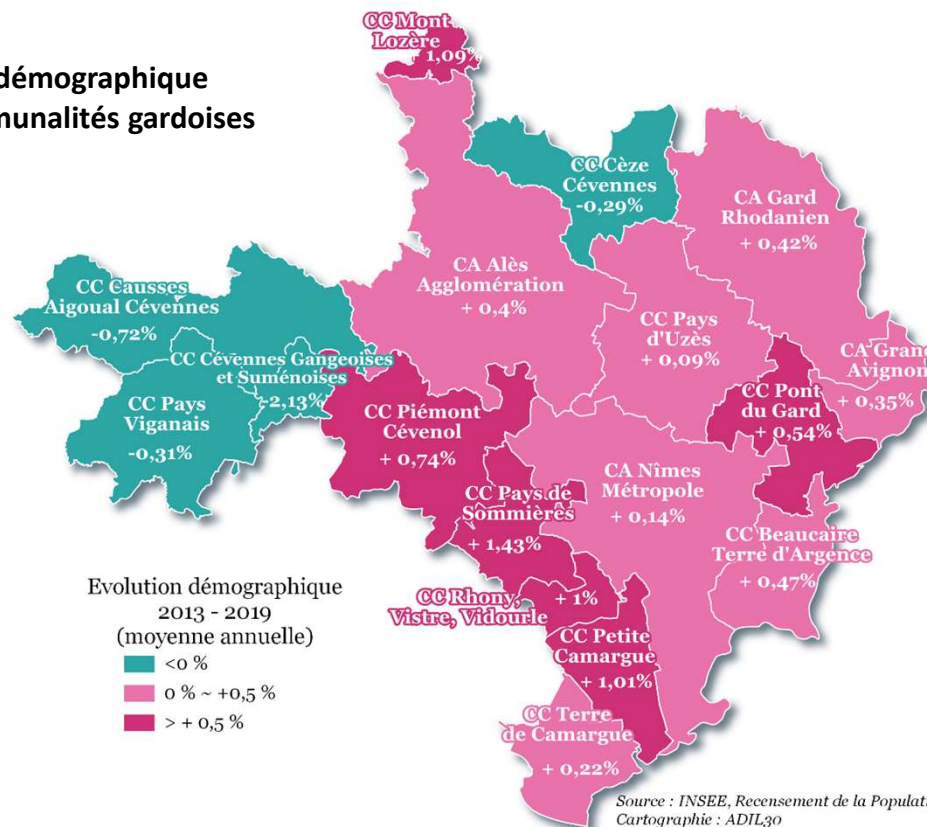 démographique
munalités gardoises
CC Mont
Lozère
+ 1,09%
CC Cèze
Cévennes
-0,29%
CA Gard
Rhodanien
+ 0,42%
CA Alès
Agglomération
+ 0,4%
CC Causses
Aigoual Cévennes
-0,72%
CC Pays
d'Uzès
+ 0,09%
CA Grand
Avignon
+ 0,35%
CC Cévennes Gangeoises
et Suménoises
-2,13%
CC Pays
Viganais
-0,31%
CC Pont
du Gard
+ 0,54%
CC Piémont
Cévenol
+ 0,74%
CA Nîmes
Métropole
+ 0,14%
CC Pays de
Sommières
+ 1,43%
CC Beaucaire
Terre d'Argence
+ 0,47%
CC Rhony,
Vistre, Vidourle
+ 1%
CC Petite
Camargue
+ 1,01%
CC Terre
de Camargue
+ 0,22%
Evolution démographique
2013 - 2019
(moyenne annuelle)
<0 %
0 % ~ +0,5 %
> + 0,5 %
Source : INSEE, Recensement de la Populati
Cartographie : ADIL30